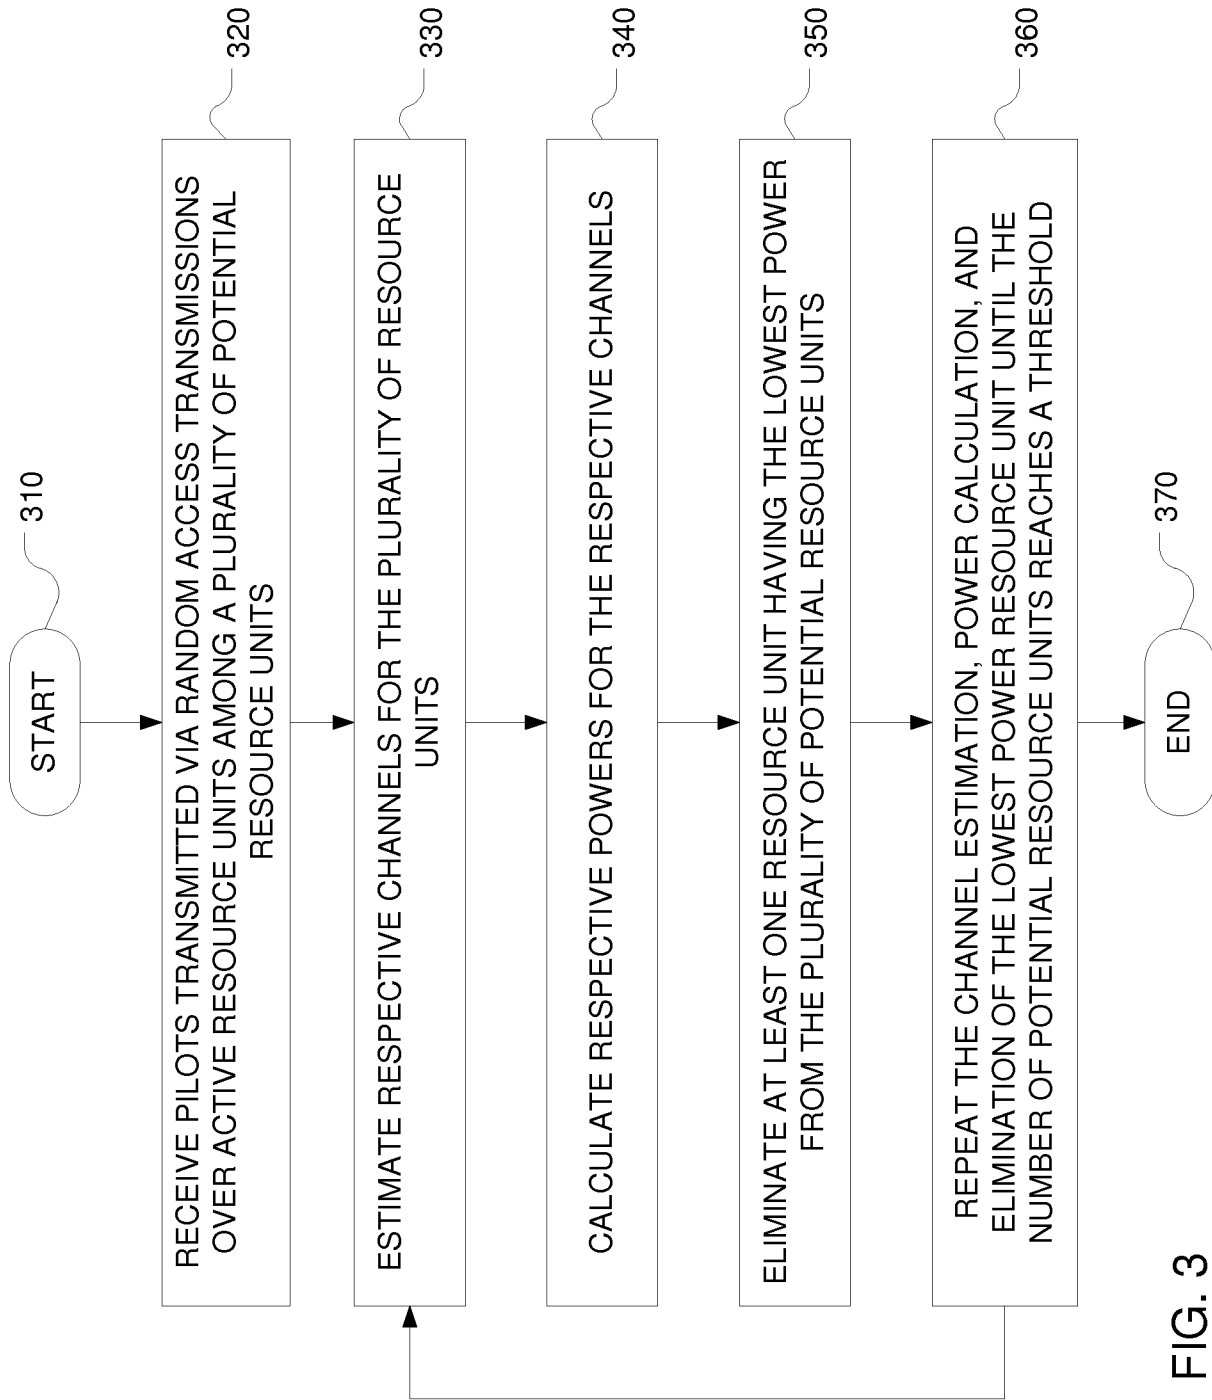 START
310
RECEIVE PILOTS TRANSMITTED VIA RANDOM ACCESS TRANSMISSIONS
OVER ACTIVE RESOURCE UNITS AMONG A PLURALITY OF POTENTIAL
RESOURCE UNITS
320
ESTIMATE RESPECTIVE CHANNELS FOR THE PLURALITY OF RESOURCE
UNITS
330
CALCULATE RESPECTIVE POWERS FOR THE RESPECTIVE CHANNELS
340
ELIMINATE AT LEAST ONE RESOURCE UNIT HAVING THE LOWEST POWER
FROM THE PLURALITY OF POTENTIAL RESOURCE UNITS
350
REPEAT THE CHANNEL ESTIMATION, POWER CALCULATION, AND
ELIMINATION OF THE LOWEST POWER RESOURCE UNIT UNTIL THE
NUMBER OF POTENTIAL RESOURCE UNITS REACHES A THRESHOLD
360
END
370
FIG. 3